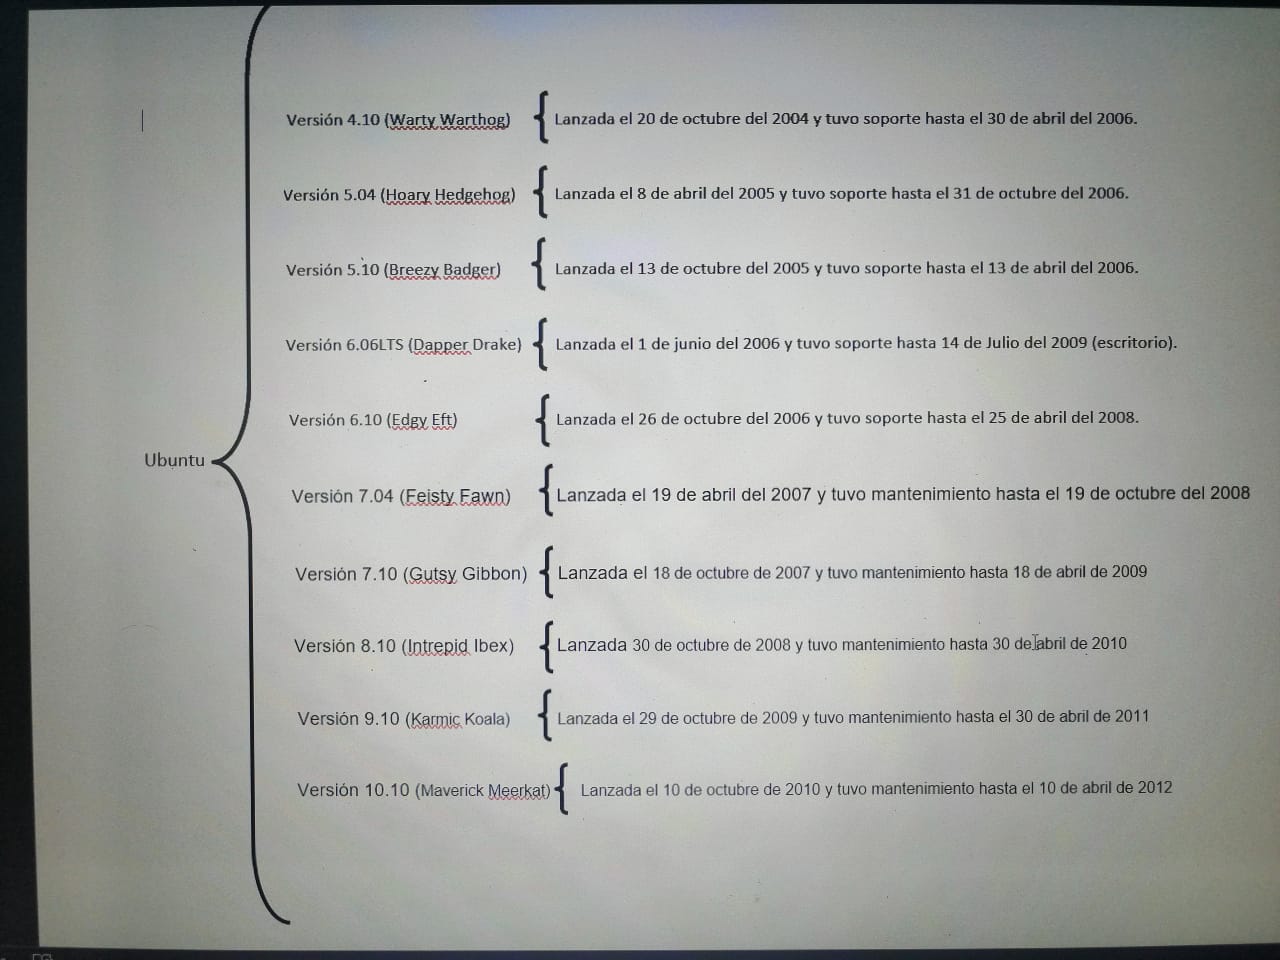 Versión 4.10 (Warty Warthog) Lanzada el 20 de octubre del 2004 y tuvo soporte hasta el 30 de abril del 2006.
Versión 5.04 (Hoary Hedgehog) Lanzada el 8 de abril del 2005 y tuvo soporte hasta el 31 de octubre del 2006.
Versión 5.10 (Breezy Badger) Lanzada el 13 de octubre del 2005 y tuvo soporte hasta el 13 de abril del 2006.
Versión 6.06LTS (Dapper Drake) Lanzada el 1 de junio del 2006 y tuvo soporte hasta 14 de Julio del 2009 (escritorio).
Versión 6.10 (Edgy Eft) Lanzada el 26 de octubre del 2006 y tuvo soporte hasta el 25 de abril del 2008.
Ubuntu
Versión 7.04 (Feisty Fawn) Lanzada el 19 de abril del 2007 y tuvo mantenimiento hasta el 19 de octubre del 2008
Versión 7.10 (Gutsy Gibbon) Lanzada el 18 de octubre de 2007 y tuvo mantenimiento hasta 18 de abril de 2009
Versión 8.10 (Intrepid Ibex) Lanzada 30 de octubre de 2008 y tuvo mantenimiento hasta 30 de abril de 2010
Versión 9.10 (Karmic Koala) Lanzada el 29 de octubre de 2009 y tuvo mantenimiento hasta el 30 de abril de 2011
Versión 10.10 (Maverick Meerkat) Lanzada el 10 de octubre de 2010 y tuvo mantenimiento hasta el 10 de abril de 2012